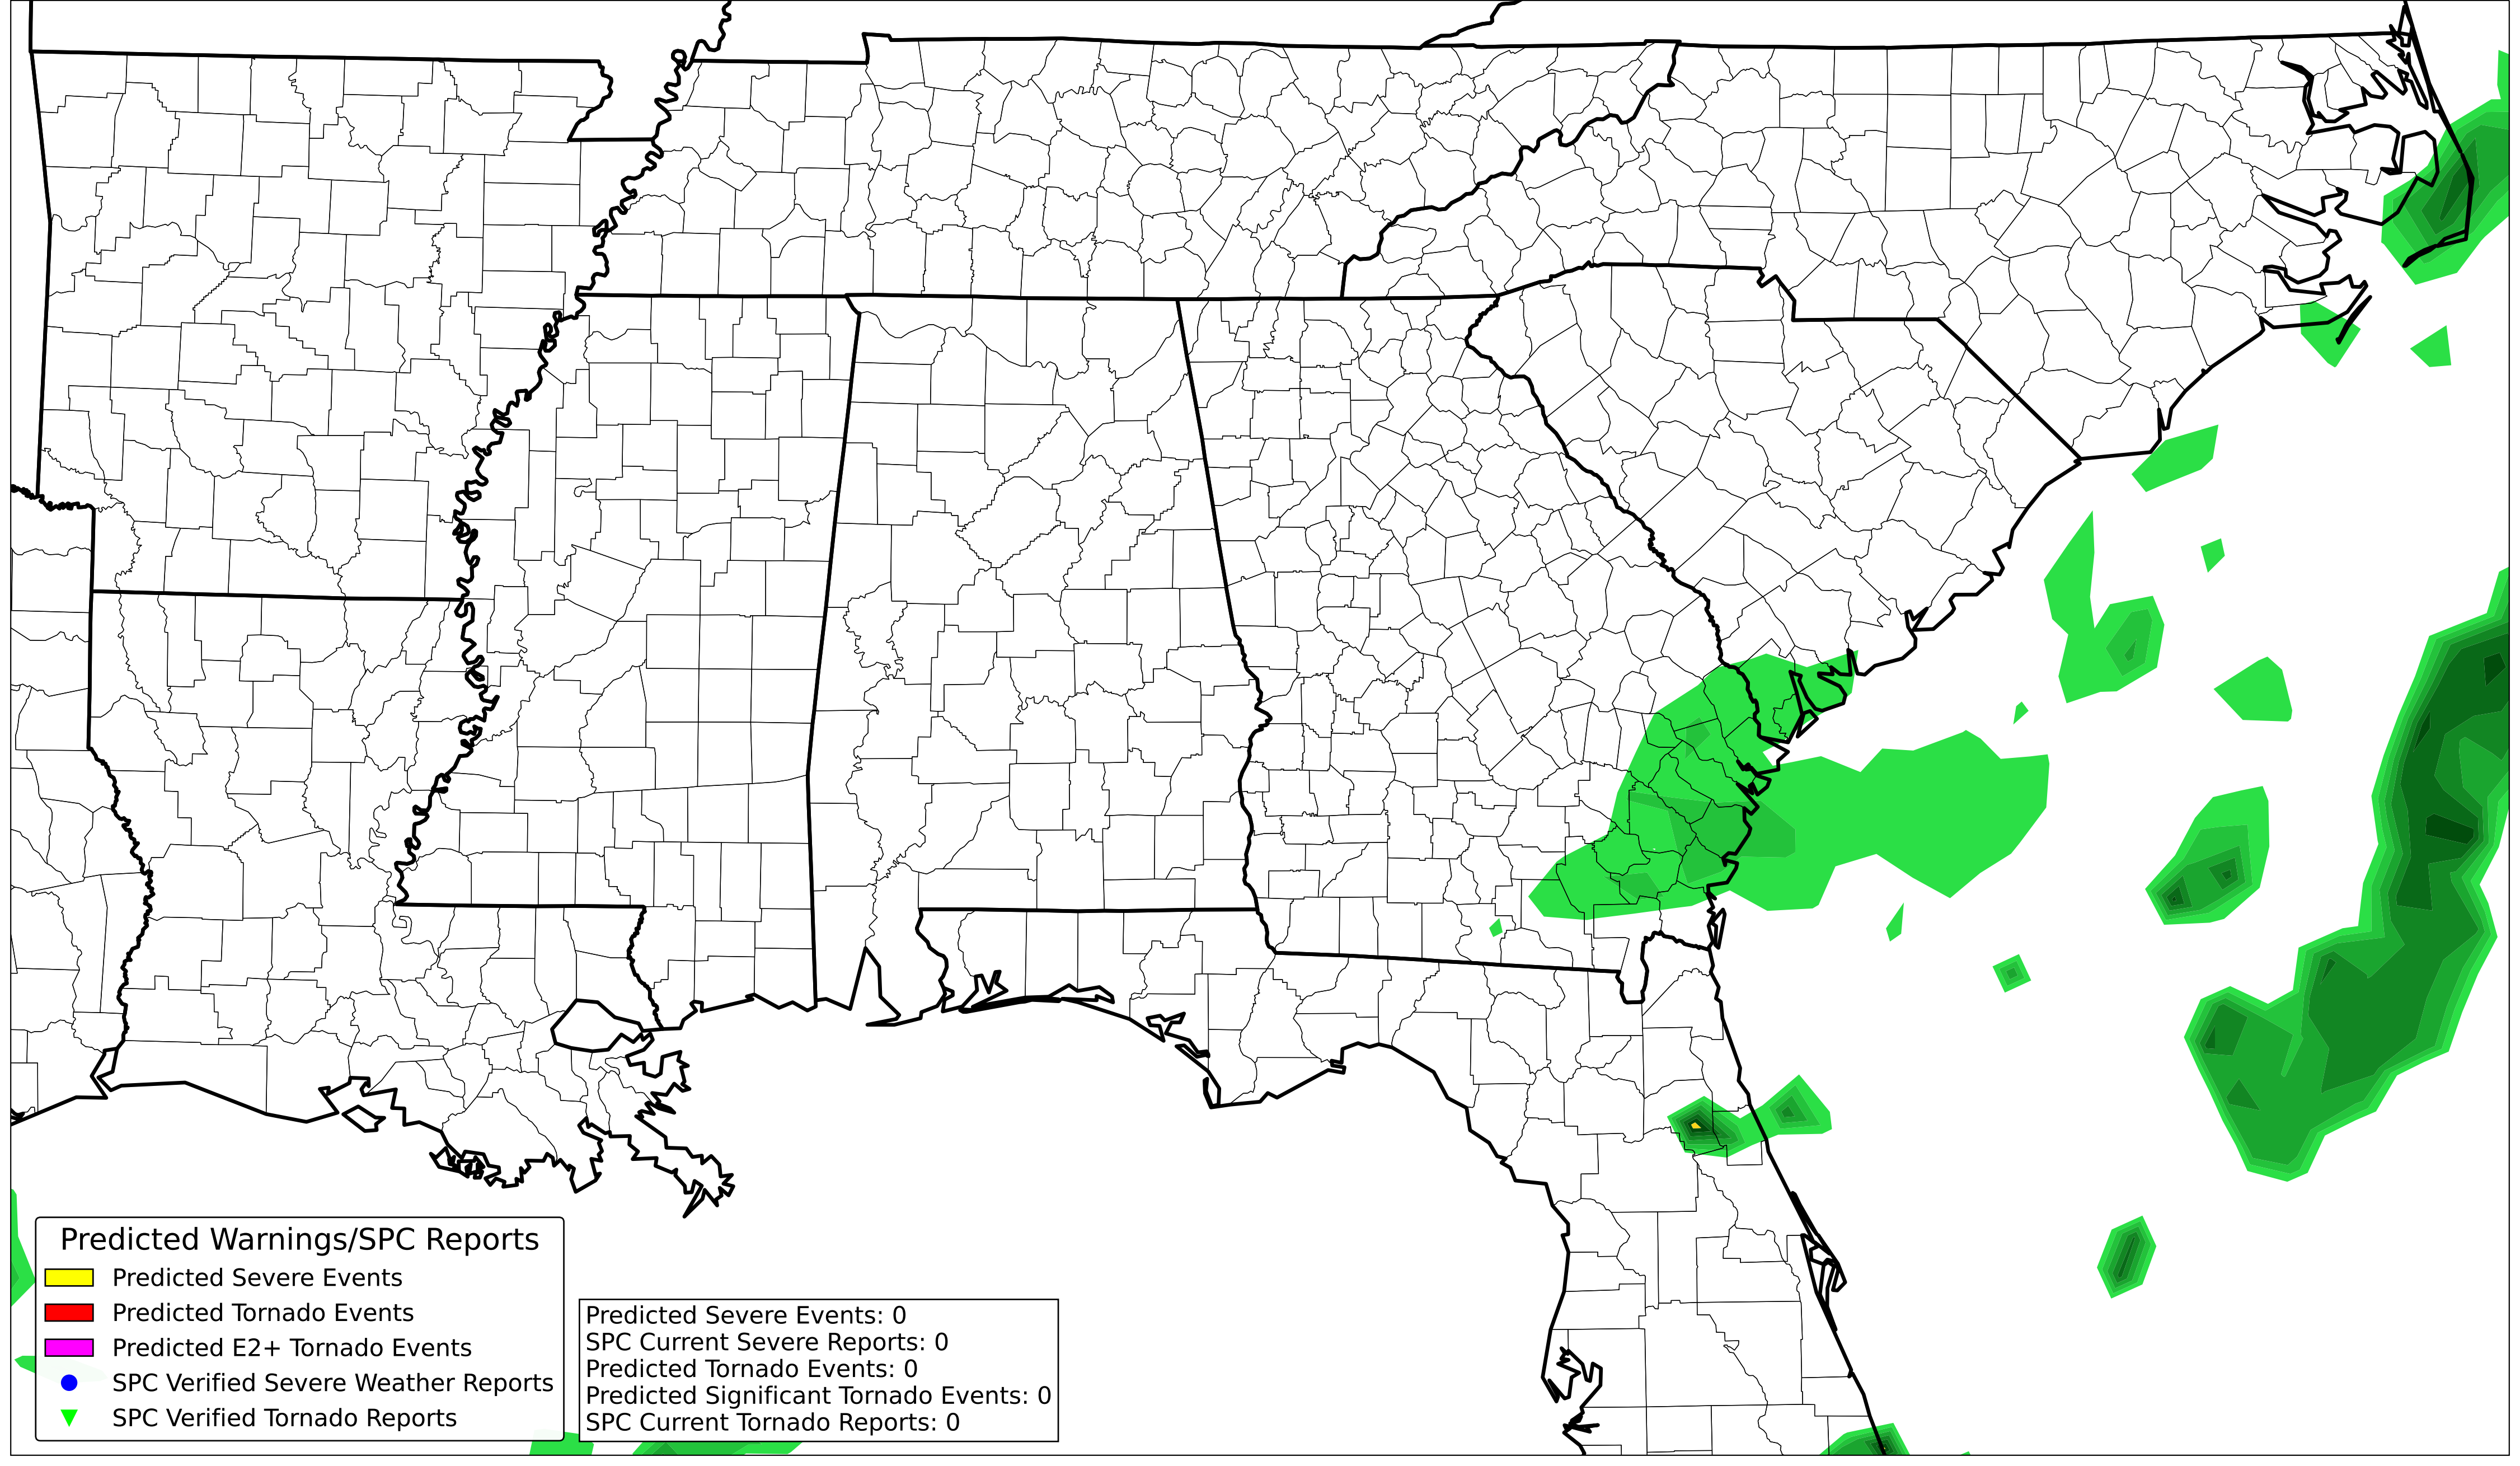 Predicted Warnings/SPC Reports
Predicted Severe Events
Predicted Tornado Events
Predicted E2+ Tornado Events
SPC Verified Severe Weather Reports
SPC Verified Tornado Reports
Predicted Severe Events: 0
SPC Current Severe Reports: 0
Predicted Tornado Events: 0
Predicted Significant Tornado Events: 0
SPC Current Tornado Reports: 0